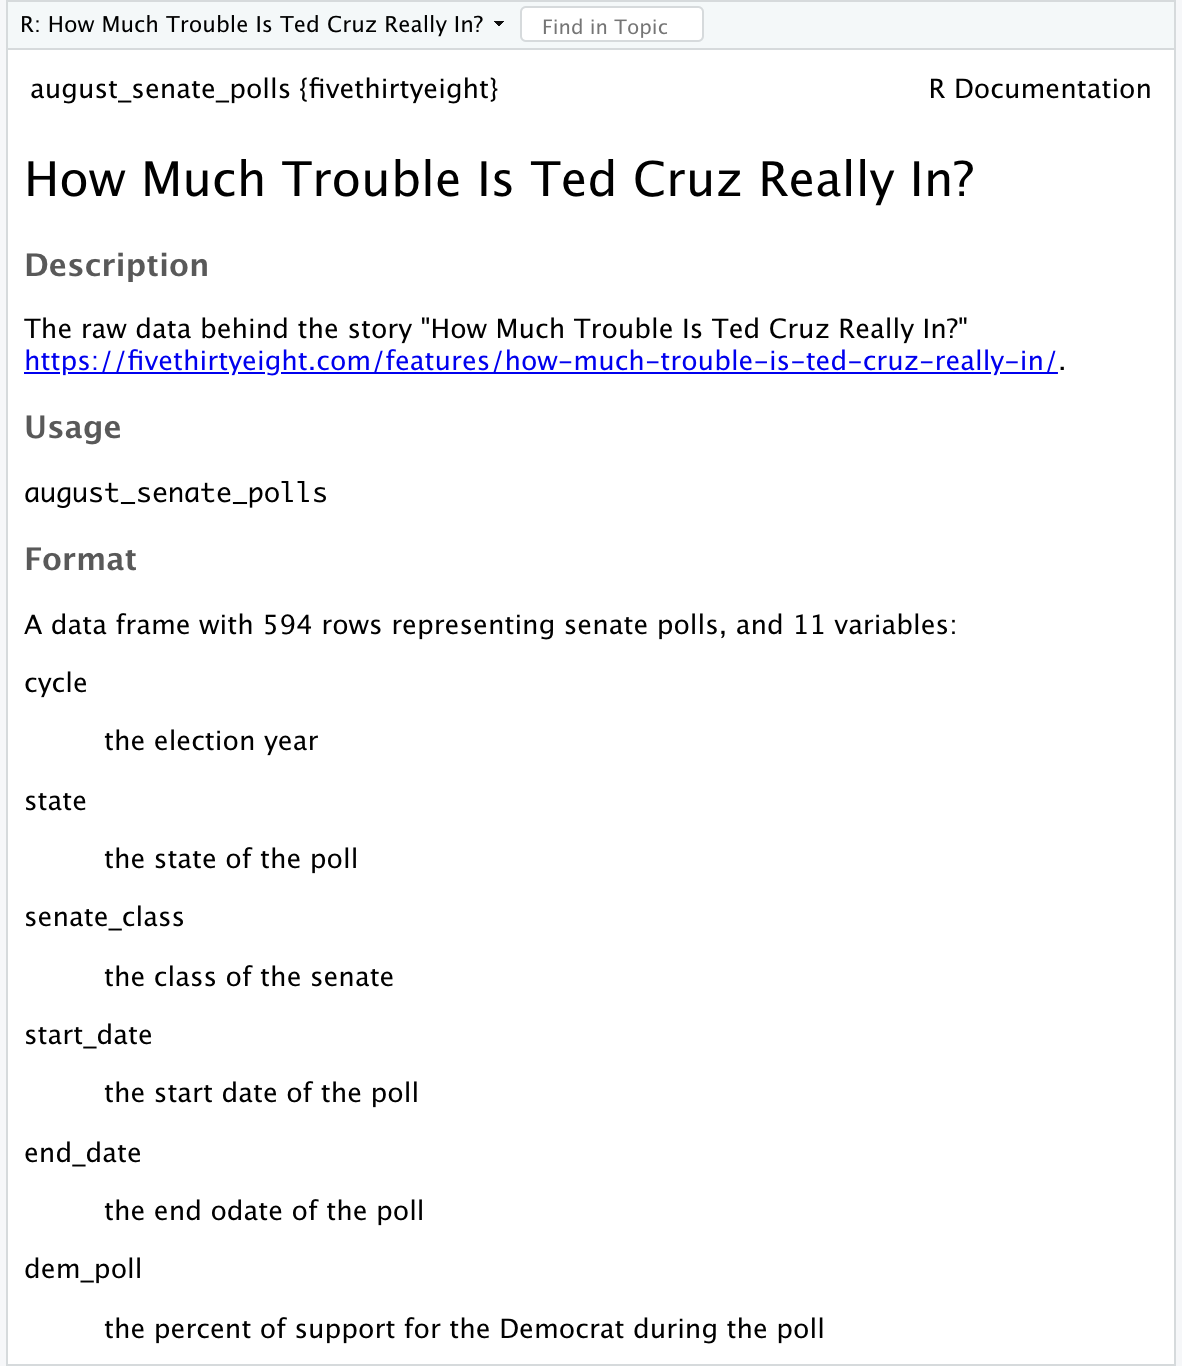 R: How Much Trouble Is Ted Cruz Really In?
Find in Topic
august_senate_polls {fivethirtyeight}
R Documentation
How Much Trouble Is Ted Cruz Really In?
Description
The raw data behind the story "How Much Trouble Is Ted Cruz Really In?"
https://fivethirtyeight.com/features/how-much-trouble-is-ted-cruz-really-in/.
Usage
august_senate_polls
Format
A data frame with 594 rows representing senate polls, and 11 variables:
cycle
the election year
state
the state of the poll
senate_class
the class of the senate
start_date
the start date of the poll
end_date
the end odate of the poll
dem_poll
the percent of support for the Democrat during the poll